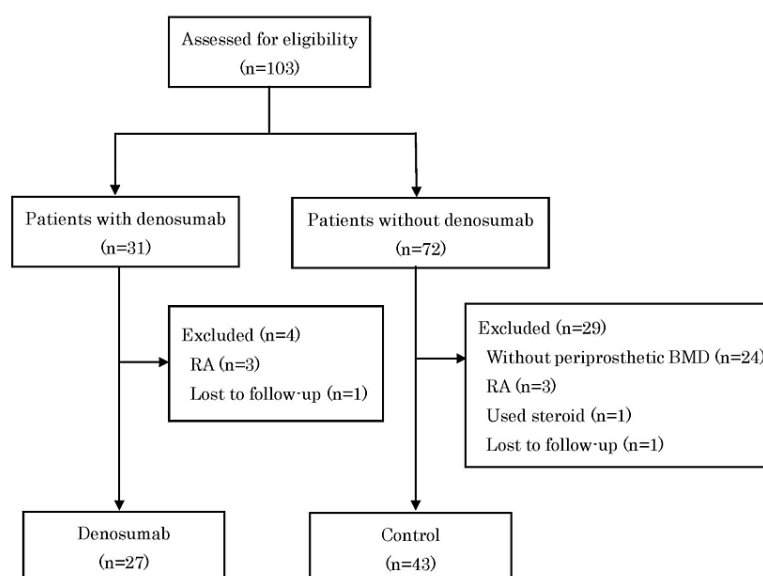 Assessed for eligibility
(n=103)
Patients with denosumab
(n=31)
Patients without denosumab
(n=72)
Excluded (n=4)
RA (n=3)
Lost to follow-up (n=1)
Excluded (n=29)
Without periprosthetic BMD (n=24)
RA (n=3)
Used steroid (n=1)
Lost to follow-up (n=1)
Denosumab
(n=27)
Control
(n=43)